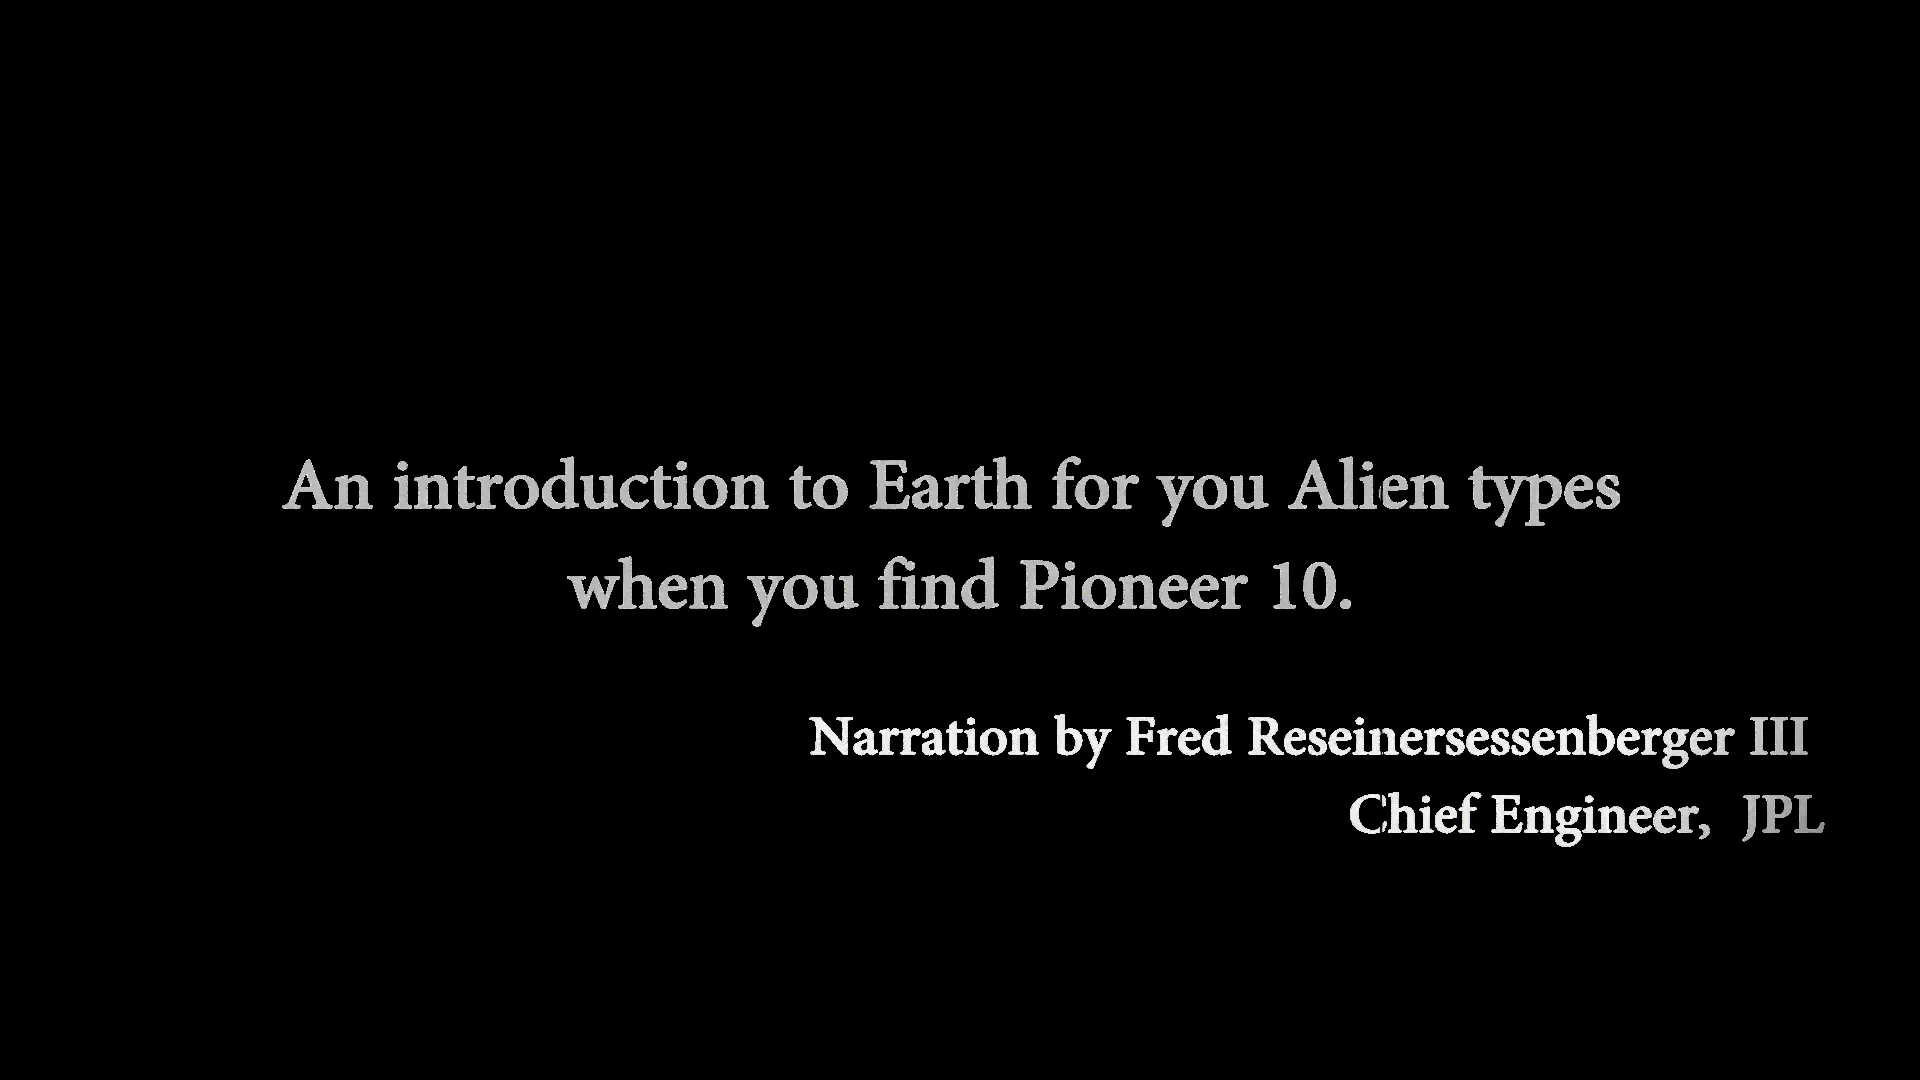 An introduction to Earth for you Alien types
when you find Pioneer 10.
Narration by Fred Reseinersessenberger III
Chief Engineer, JPL